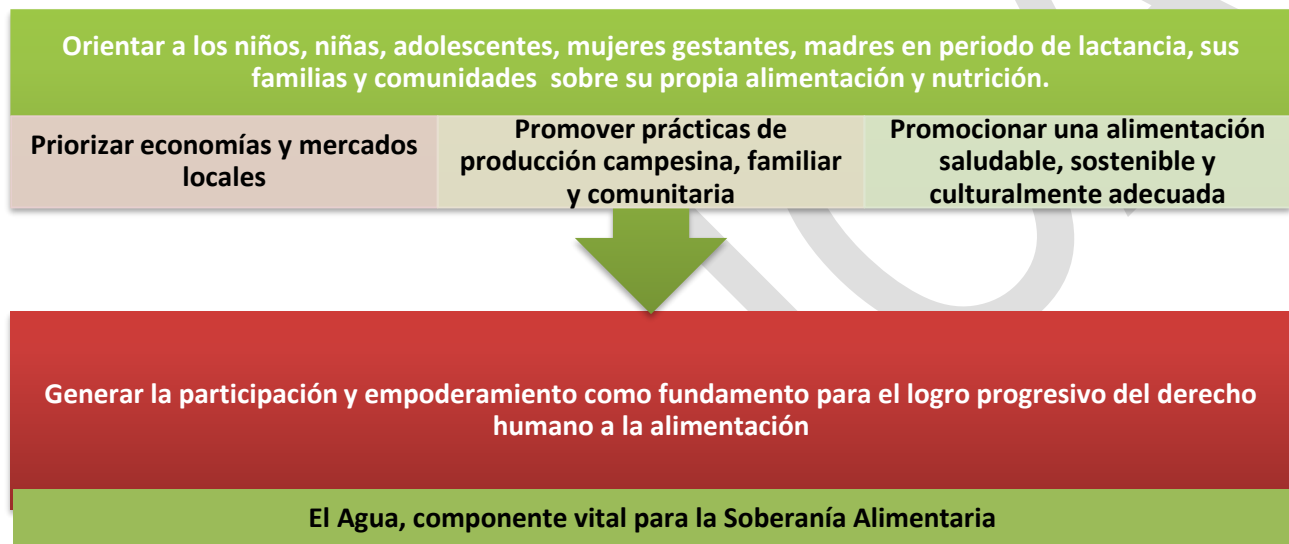 Orientar a los niños, niñas, adolescentes, mujeres gestantes, madres en periodo de lactancia, sus
familias y comunidades sobre su propia alimentación y nutrición.
Priorizar economías y mercados
locales
Promover prácticas de
producción campesina, familiar
y comunitaria
Promocionar una alimentación
saludable, sostenible y
culturalmente adecuada
Generar la participación y empoderamiento como fundamento para el logro progresivo del derecho
humano a la alimentación
El Agua, componente vital para la Soberanía Alimentaria